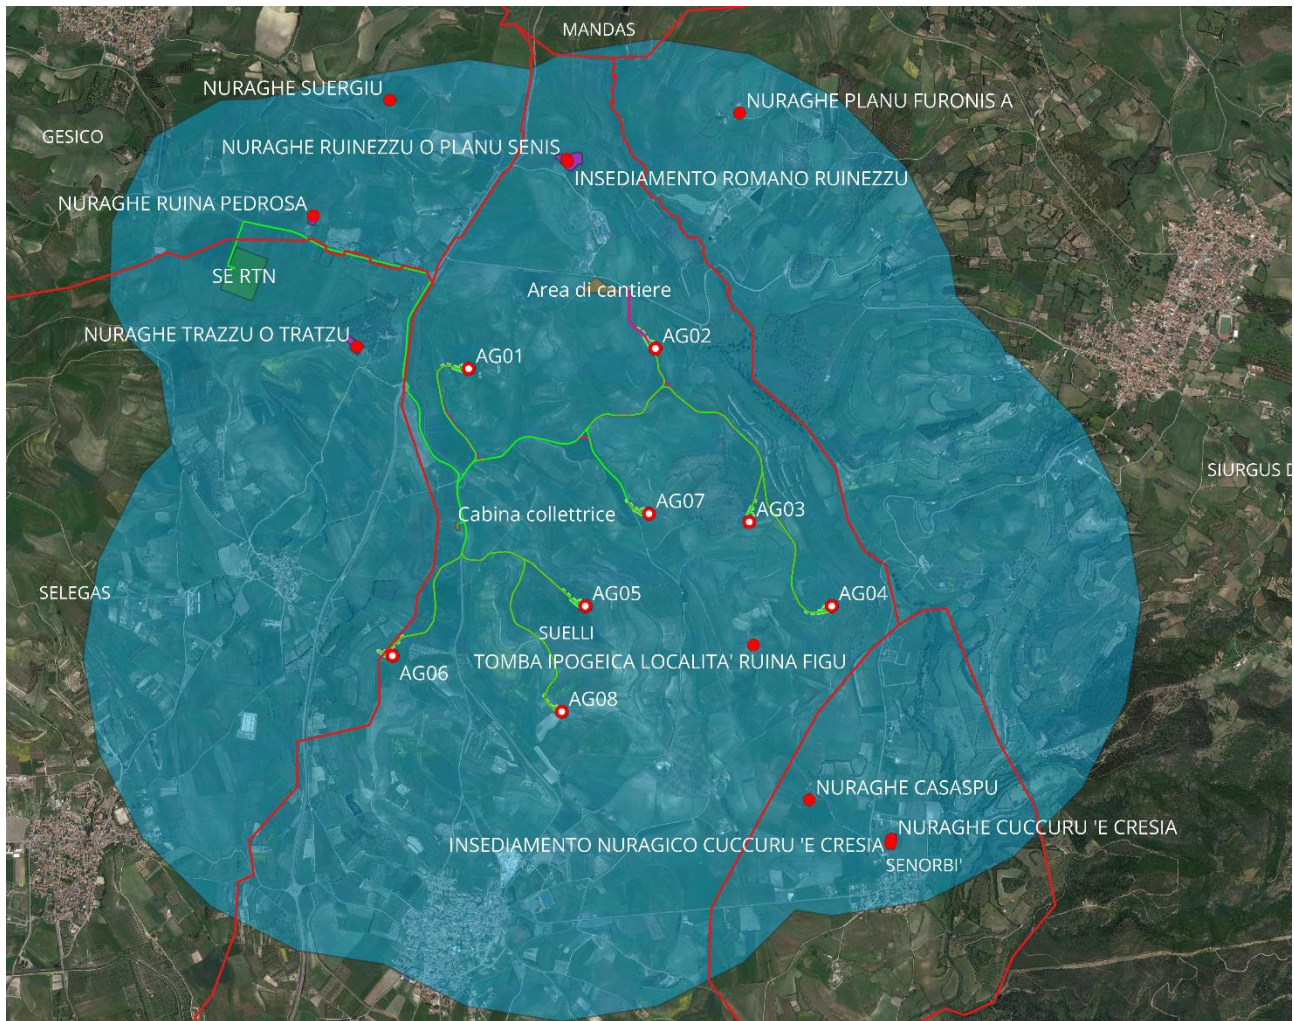 MANDAS
NURAGHE SUERGIU
NURAGHE PLANU FURONIS A
GESICO
NURAGHE RUINEZZU O PLANU SENIS
INSEDIAMENTO ROMANO RUINEZZU
NURAGHE RUINA PEDROSA
SE RTN
Area di cantiere
NURAGHE TRAZZU O TRATZU
AG02
AG01
SIURGUS D
AG07
AG03
Cabina collettrice
SELEGAS
AG05
AG04
SUELLI
TOMBA IPOGEICA LOCALITA' RUINA FIGU
AG06
AG08
NURAGHE CASASPU
NURAGHE CUCCURU 'E CRESIA
INSEDIAMENTO NURAGICO CUCCURU 'E CRESIA
SENORBI'